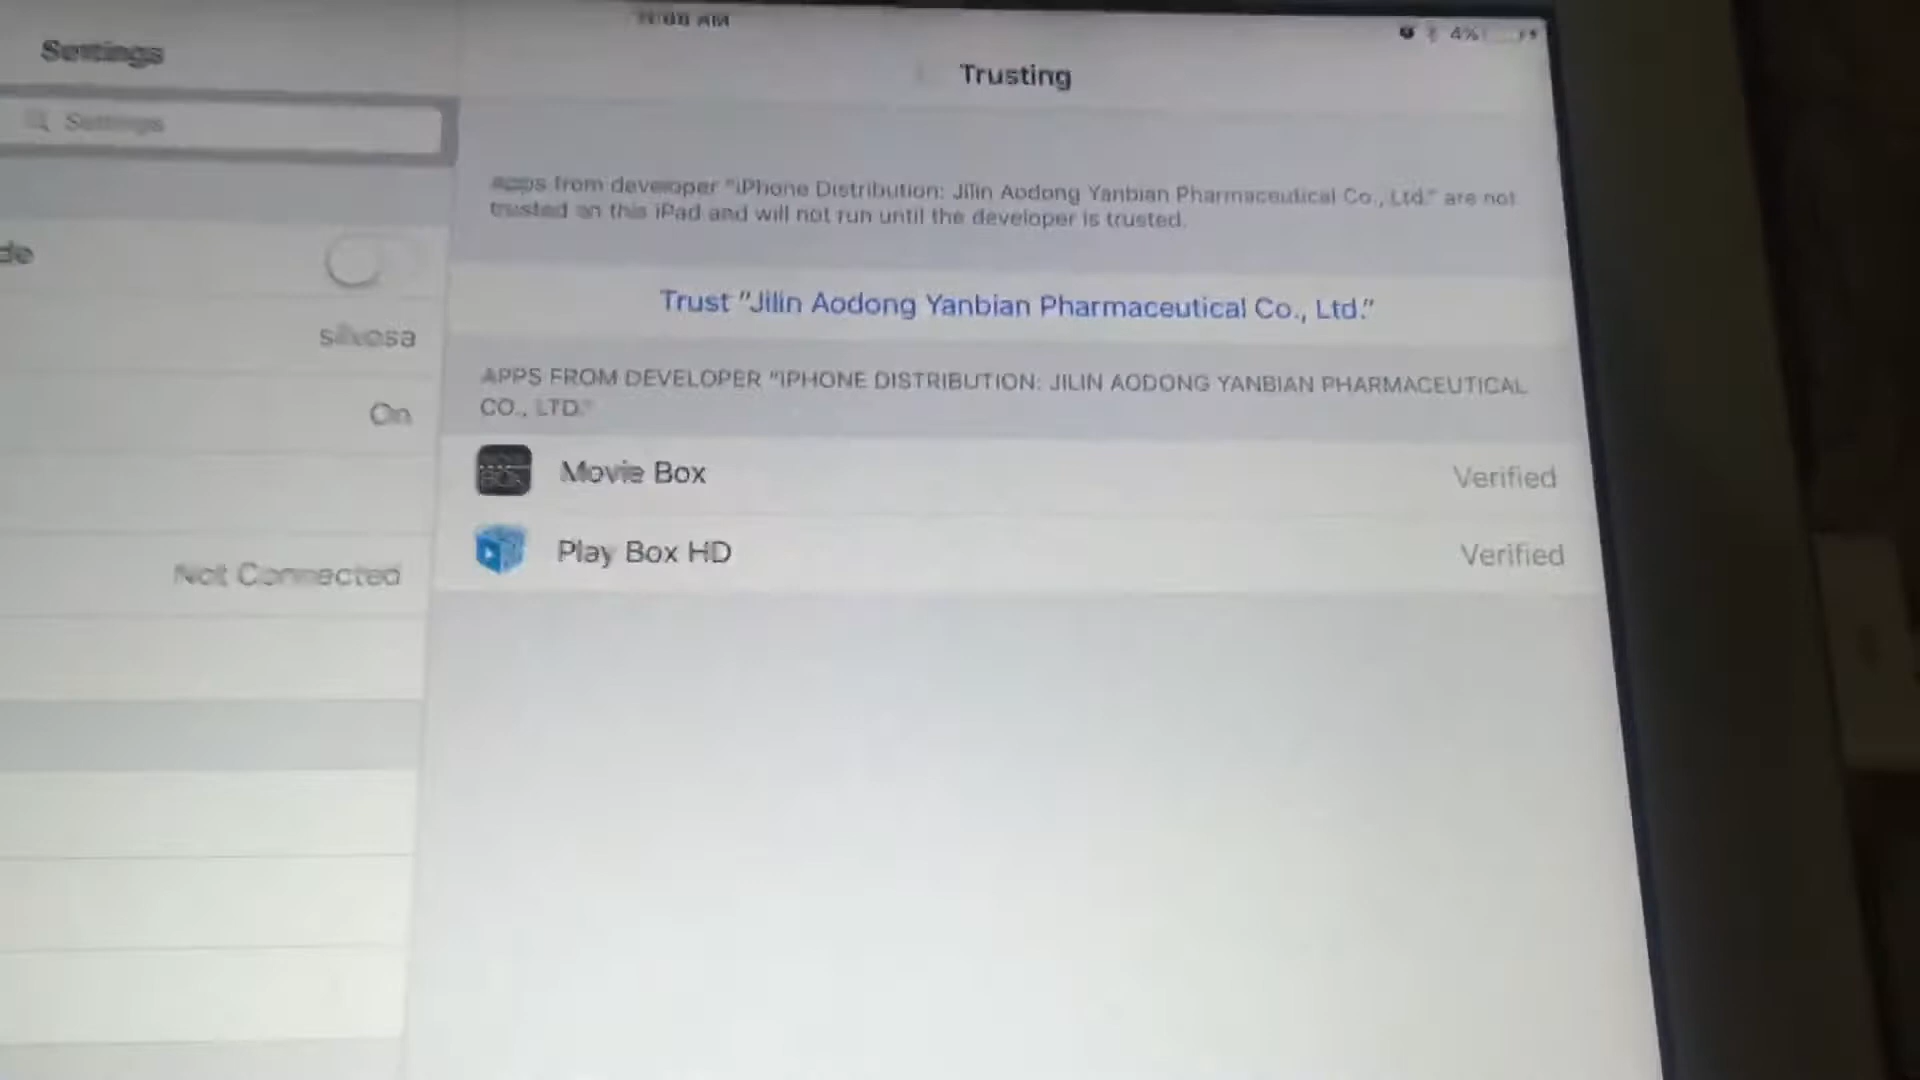 Settings
Settings
de
silvosa
On
Not Connected
AM
4%
Trusting
Apps from developer "iPhone Distribution: Jilin Aodong Yanbian Pharmaceutical Co., Ltd." are not
trusted on this iPad and will not run until the developer is trusted.
Trust "Jilin Aodong Yanbian Pharmaceutical Co., Ltd."
APPS FROM DEVELOPER "IPHONE DISTRIBUTION: JILIN AODONG YANBIAN PHARMACEUTICAL
CO., LTD."
Movie Box
Verified
Play Box HD
Verified